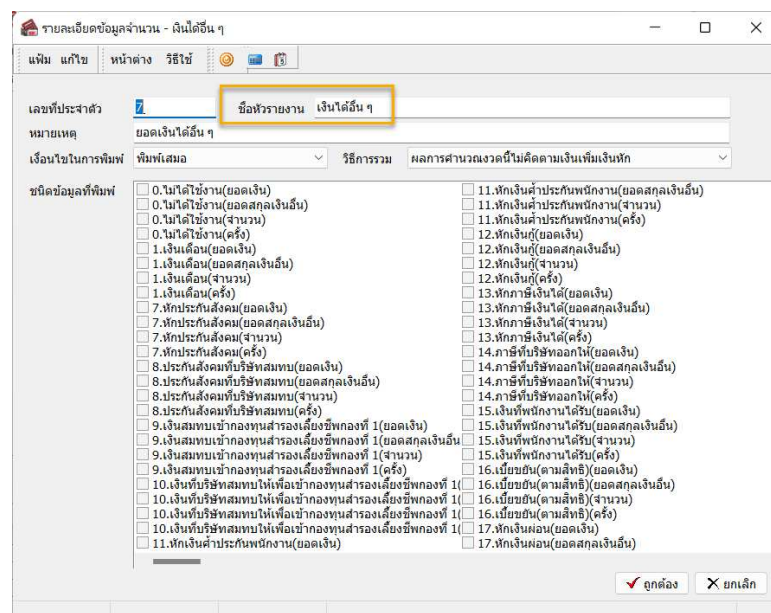 รายละเอียดข้อมูลจำนวน - เงินได้อื่น ๆ
แฟ้ม แก้ไข หน้าต่าง วิธีใช้
เลขที่ประจำตัว 7 ชื่อหัวรายงาน เงินได้อื่น ๆ
หมายเหตุ ยอดเงินได้อื่น ๆ
เงื่อนไขในการพิมพ์ พิมพ์เสมอ วิธีการรวม ผลการคำนวณงวดนี้ไม่คิดตามเงินเพิ่มเงินหัก
ชนิดข้อมูลที่พิมพ์
0.ไม่ได้ใช้งาน(ยอดเงิน)
0.ไม่ได้ใช้งาน(ยอดสกุลเงินอื่น)
0.ไม่ได้ใช้งาน(จำนวน)
0.ไม่ได้ใช้งาน(ครั้ง)
1.เงินเดือน(ยอดเงิน)
1.เงินเดือน(ยอดสกุลเงินอื่น)
1.เงินเดือน(จำนวน)
1.เงินเดือน(ครั้ง)
7.หักประกันสังคม(ยอดเงิน)
7.หักประกันสังคม(ยอดสกุลเงินอื่น)
7.หักประกันสังคม(จำนวน)
7.หักประกันสังคม(ครั้ง)
8.ประกันสังคมที่บริษัทสมทบ(ยอดเงิน)
8.ประกันสังคมที่บริษัทสมทบ(ยอดสกุลเงินอื่น)
8.ประกันสังคมที่บริษัทสมทบ(จำนวน)
8.ประกันสังคมที่บริษัทสมทบ(ครั้ง)
9.เงินสมทบเข้ากองทุนสำรองเลี้ยงชีพกองที่ 1(ยอดเงิน)
9.เงินสมทบเข้ากองทุนสำรองเลี้ยงชีพกองที่ 1(ยอดสกุลเงินอื่น
9.เงินสมทบเข้ากองทุนสำรองเลี้ยงชีพกองที่ 1(จำนวน)
9.เงินสมทบเข้ากองทุนสำรองเลี้ยงชีพกองที่ 1(ครั้ง)
10.เงินที่บริษัทสมทบให้เพื่อเข้ากองทุนสำรองเลี้ยงชีพกองที่ 1(
10.เงินที่บริษัทสมทบให้เพื่อเข้ากองทุนสำรองเลี้ยงชีพกองที่ 1(
10.เงินที่บริษัทสมทบให้เพื่อเข้ากองทุนสำรองเลี้ยงชีพกองที่ 1(
10.เงินที่บริษัทสมทบให้เพื่อเข้ากองทุนสำรองเลี้ยงชีพกองที่ 1(
11.หักเงินค้ำประกันพนักงาน(ยอดเงิน)
11.หักเงินค้ำประกันพนักงาน(ยอดสกุลเงินอื่น)
11.หักเงินค้ำประกันพนักงาน(จำนวน)
11.หักเงินค้ำประกันพนักงาน(ครั้ง)
12.หักเงินกู้(ยอดเงิน)
12.หักเงินกู้(ยอดสกุลเงินอื่น)
12.หักเงินกู้(จำนวน)
12.หักเงินกู้(ครั้ง)
13.หักภาษีเงินได้(ยอดเงิน)
13.หักภาษีเงินได้(ยอดสกุลเงินอื่น)
13.หักภาษีเงินได้(จำนวน)
13.หักภาษีเงินได้(ครั้ง)
14.ภาษีที่บริษัทออกให้(ยอดเงิน)
14.ภาษีที่บริษัทออกให้(ยอดสกุลเงินอื่น)
14.ภาษีที่บริษัทออกให้(จำนวน)
14.ภาษีที่บริษัทออกให้(ครั้ง)
15.เงินที่พนักงานได้รับ(ยอดเงิน)
15.เงินที่พนักงานได้รับ(ยอดสกุลเงินอื่น)
15.เงินที่พนักงานได้รับ(จำนวน)
15.เงินที่พนักงานได้รับ(ครั้ง)
16.เบี้ยขยัน(ตามสิทธิ)(ยอดเงิน)
16.เบี้ยขยัน(ตามสิทธิ)(ยอดสกุลเงินอื่น)
16.เบี้ยขยัน(ตามสิทธิ)(จำนวน)
16.เบี้ยขยัน(ตามสิทธิ)(ครั้ง)
17.หักเงินผ่อน(ยอดเงิน)
17.หักเงินผ่อน(ยอดสกุลเงินอื่น)
ถูกต้อง ยกเลิก